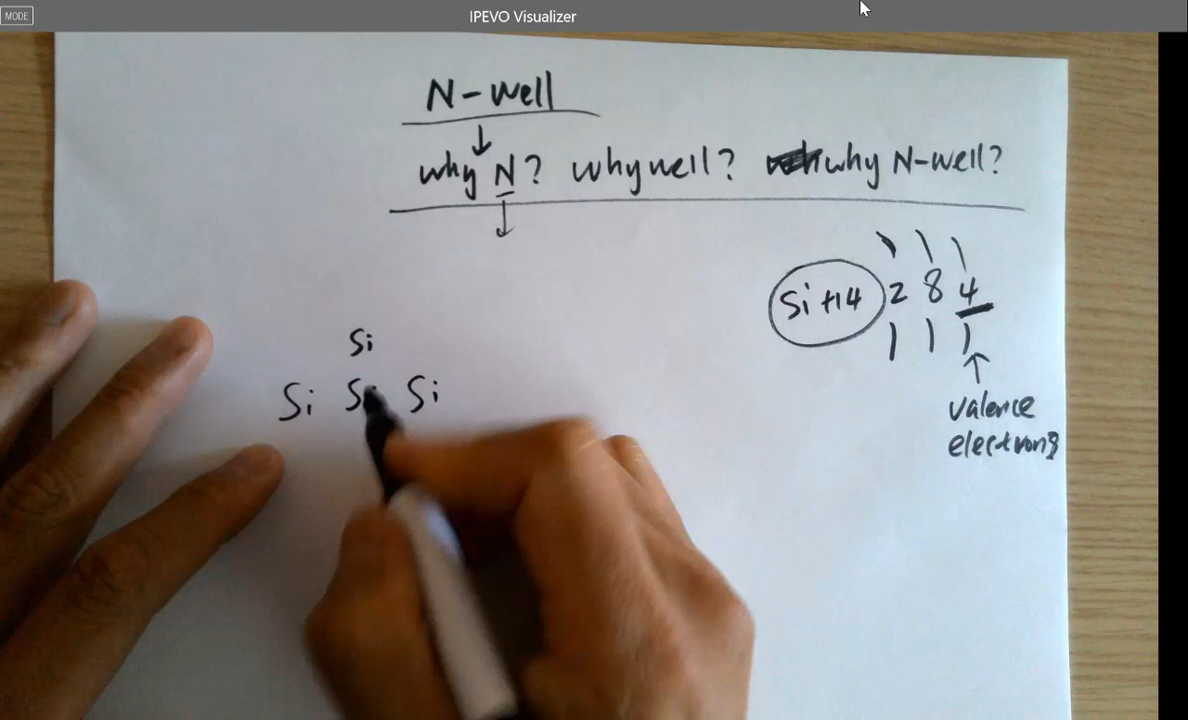 MODE
IPEVO Visualizer
N-well
why N? why well? why N-well?
Si +14 2 8 4
valence
electrons
Si
Si Si Si